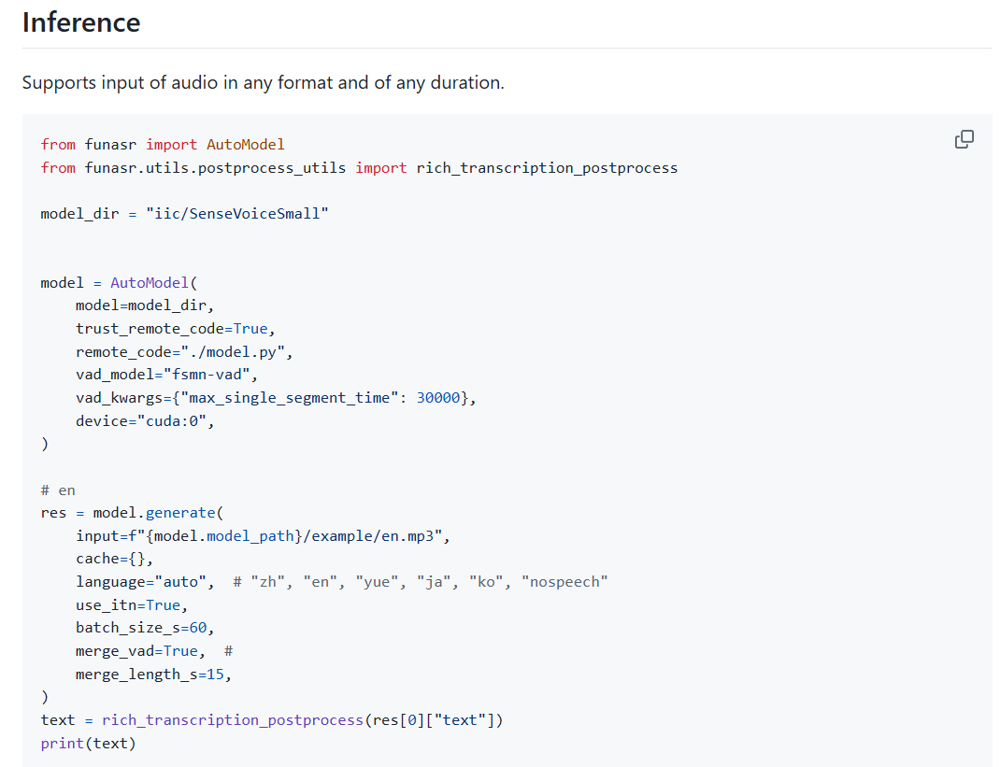 Inference
Supports input of audio in any format and of any duration.
from funasr import AutoModel
from funasr.utils.postprocess_utils import rich_transcription_postprocess
model_dir = "iic/SenseVoiceSmall"
model = AutoModel(
    model=model_dir,
    trust_remote_code=True,
    remote_code="./model.py",
    vad_model="fsmn-vad",
    vad_kwargs={"max_single_segment_time": 30000},
    device="cuda:0",
)
# en
res = model.generate(
    input=f"{model.model_path}/example/en.mp3",
    cache={},
    language="auto",  # "zh", "en", "yue", "ja", "ko", "nospeech"
    use_itn=True,
    batch_size_s=60,
    merge_vad=True,  #
    merge_length_s=15,
)
text = rich_transcription_postprocess(res[0]["text"])
print(text)